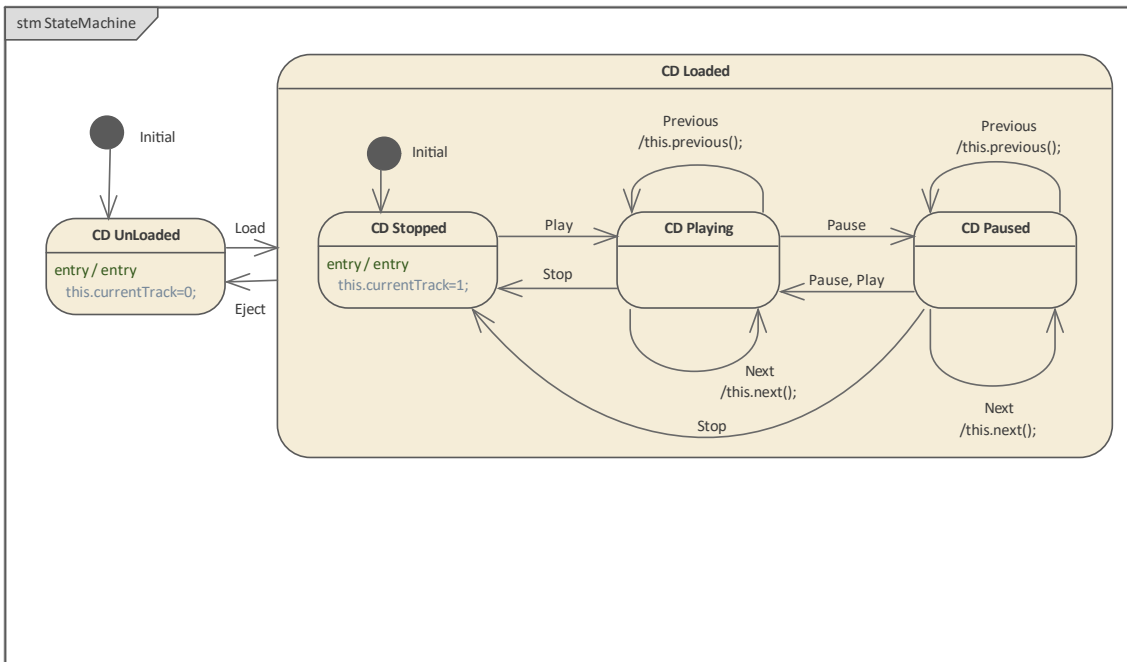 stm StateMachine
CD Loaded
Initial
Initial
Previous
/this.previous();
Previous
/this.previous();
CD UnLoaded
entry / entry
this.currentTrack=0;
Load
Eject
CD Stopped
entry / entry
this.currentTrack=1;
Play
Stop
CD Playing
Pause
Pause, Play
CD Paused
Next
/this.next();
Next
/this.next();
Stop